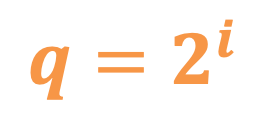 q = 2^i